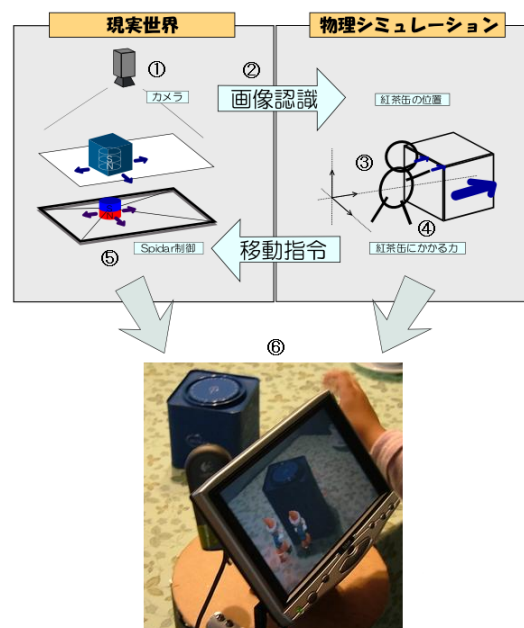 現実世界
物理シミュレーション
①
②
カメラ
画像認識
紅茶缶の位置
S
N
③
④
⑤
Spidar制御
移動指令
紅茶缶にかかる力
⑥